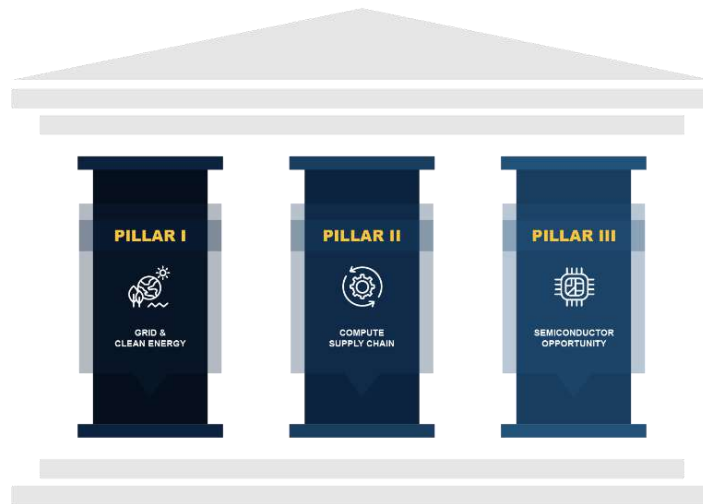 PILLAR I
GRID &
CLEAN ENERGY
PILLAR II
COMPUTE
SUPPLY CHAIN
PILLAR III
SEMICONDUCTOR
OPPORTUNITY